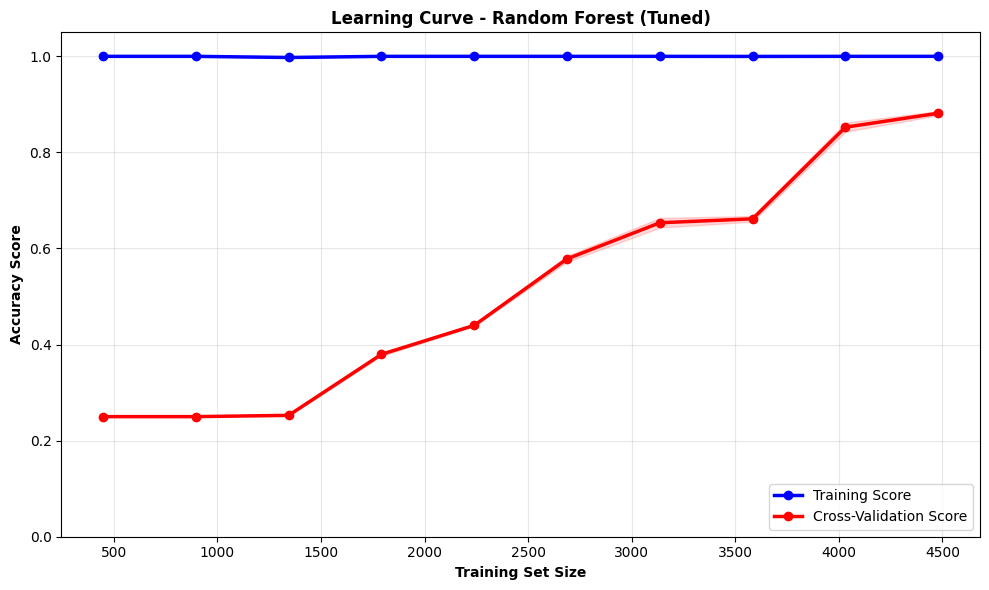 Learning Curve - Random Forest (Tuned)
Accuracy Score
1.0
0.8
0.6
0.4
0.2
0.0
500 1000 1500 2000 2500 3000 3500 4000 4500
Training Set Size
Training Score
Cross-Validation Score